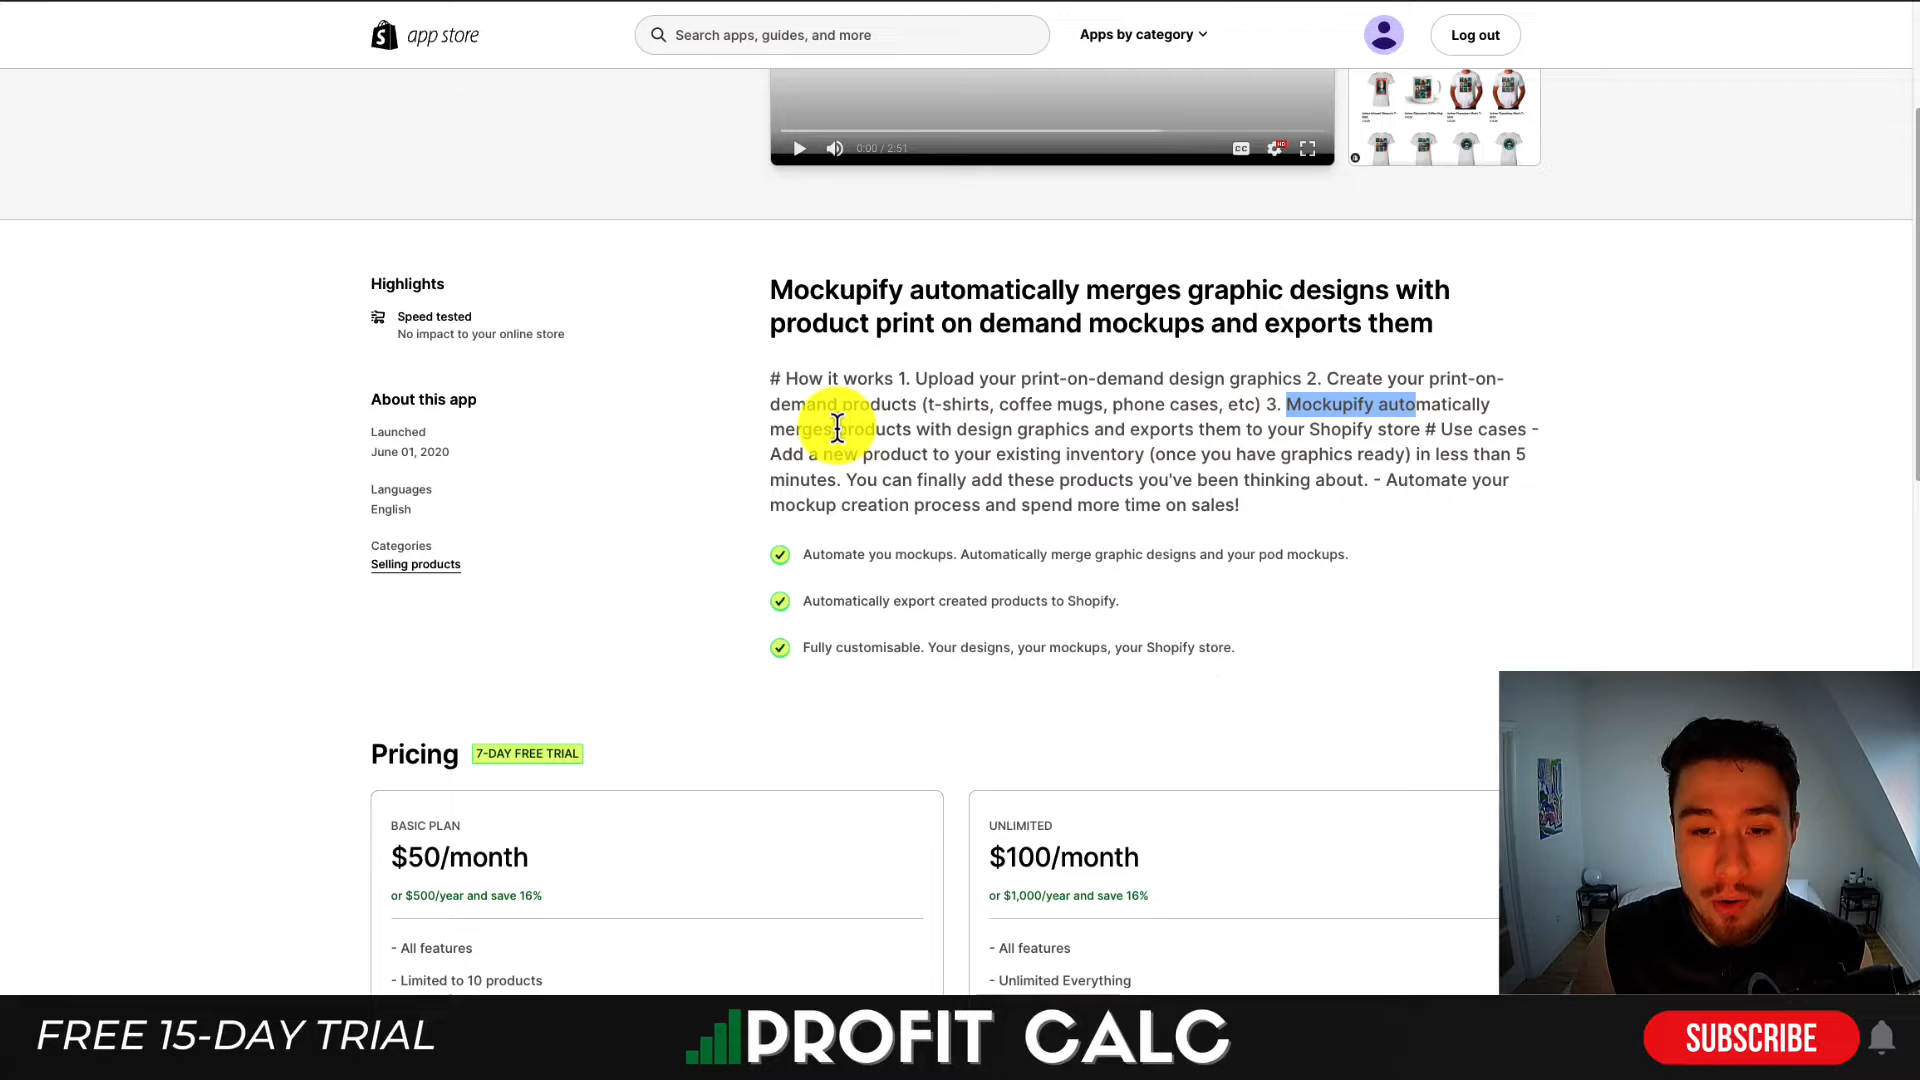 app store
Search apps, guides, and more
Apps by category
Log out
0:00 / 2:51
CC
HD
Highlights
Speed tested
No impact to your online store
About this app
Launched
June 01, 2020
Languages
English
Categories
Selling products
Mockupify automatically merges graphic designs with
product print on demand mockups and exports them
# How it works 1. Upload your print-on-demand design graphics 2. Create your print-on-
demand products (t-shirts, coffee mugs, phone cases, etc) 3. Mockupify automatically
merges products with design graphics and exports them to your Shopify store # Use cases -
Add a new product to your existing inventory (once you have graphics ready) in less than 5
minutes. You can finally add these products you've been thinking about. - Automate your
mockup creation process and spend more time on sales!
Automate you mockups. Automatically merge graphic designs and your pod mockups.
Automatically export created products to Shopify.
Fully customisable. Your designs, your mockups, your Shopify store.
Pricing
7-DAY FREE TRIAL
BASIC PLAN
$50/month
or $500/year and save 16%
- All features
- Limited to 10 products
UNLIMITED
$100/month
or $1,000/year and save 16%
- All features
- Unlimited Everything
FREE 15-DAY TRIAL
PROFIT CALC
SUBSCRIBE